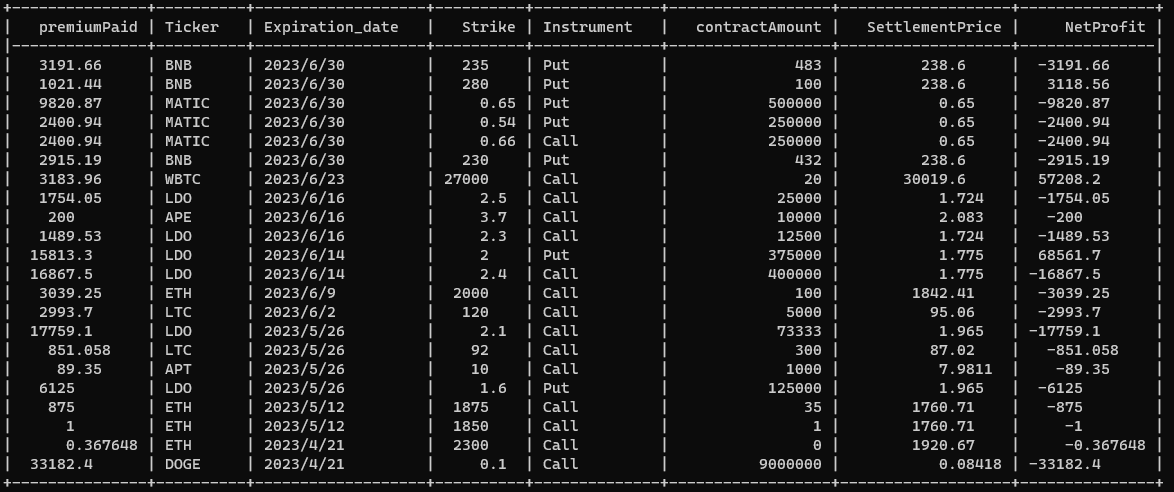 premiumPaid | Ticker | Expiration_date | Strike | Instrument | contractAmount | SettlementPrice | NetProfit
3191.66 | BNB | 2023/6/30 | 235 | Put | 483 | 238.6 | -3191.66
1021.44 | BNB | 2023/6/30 | 280 | Put | 100 | 238.6 | 3118.56
9820.87 | MATIC | 2023/6/30 | 0.65 | Put | 500000 | 0.65 | -9820.87
2400.94 | MATIC | 2023/6/30 | 0.54 | Put | 250000 | 0.65 | -2400.94
2400.94 | MATIC | 2023/6/30 | 0.66 | Call | 250000 | 0.65 | -2400.94
2915.19 | BNB | 2023/6/30 | 230 | Put | 432 | 238.6 | -2915.19
3183.96 | WBTC | 2023/6/23 | 27000 | Call | 20 | 30019.6 | 57208.2
1754.05 | LDO | 2023/6/16 | 2.5 | Call | 25000 | 1.724 | -1754.05
200 | APE | 2023/6/16 | 3.7 | Call | 10000 | 2.083 | -200
1489.53 | LDO | 2023/6/16 | 2.3 | Call | 12500 | 1.724 | -1489.53
15813.3 | LDO | 2023/6/14 | 2 | Put | 375000 | 1.775 | 68561.7
16867.5 | LDO | 2023/6/14 | 2.4 | Call | 400000 | 1.775 | -16867.5
3039.25 | ETH | 2023/6/9 | 2000 | Call | 100 | 1842.41 | -3039.25
2993.7 | LTC | 2023/6/2 | 120 | Call | 5000 | 95.06 | -2993.7
17759.1 | LDO | 2023/5/26 | 2.1 | Call | 73333 | 1.965 | -17759.1
851.058 | LTC | 2023/5/26 | 92 | Call | 300 | 87.02 | -851.058
89.35 | APT | 2023/5/26 | 10 | Call | 1000 | 7.9811 | -89.35
6125 | LDO | 2023/5/26 | 1.6 | Put | 125000 | 1.965 | -6125
875 | ETH | 2023/5/12 | 1875 | Call | 35 | 1760.71 | -875
1 | ETH | 2023/5/12 | 1850 | Call | 1 | 1760.71 | -1
0.367648 | ETH | 2023/4/21 | 2300 | Call | 0 | 1920.67 | -0.367648
33182.4 | DOGE | 2023/4/21 | 0.1 | Call | 9000000 | 0.08418 | -33182.4